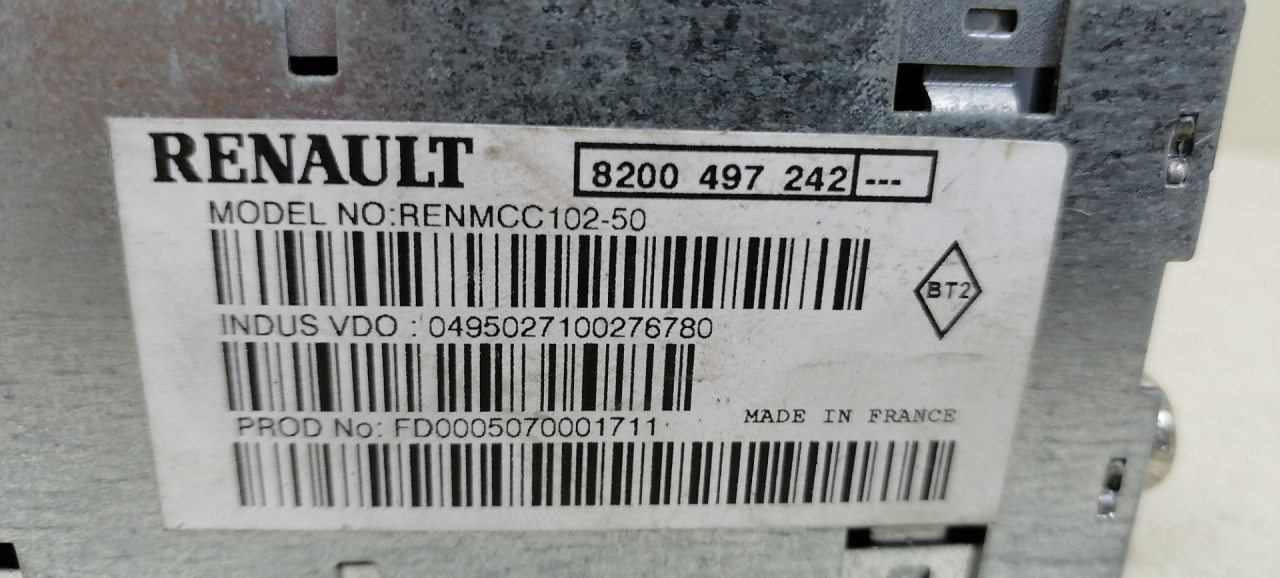 RENAULT
8200 497 242 ---
MODEL NO:RENMCC102-50
BT2
INDUS VDO : 0495027100276780
PROD No: FD0005070001711
MADE IN FRANCE